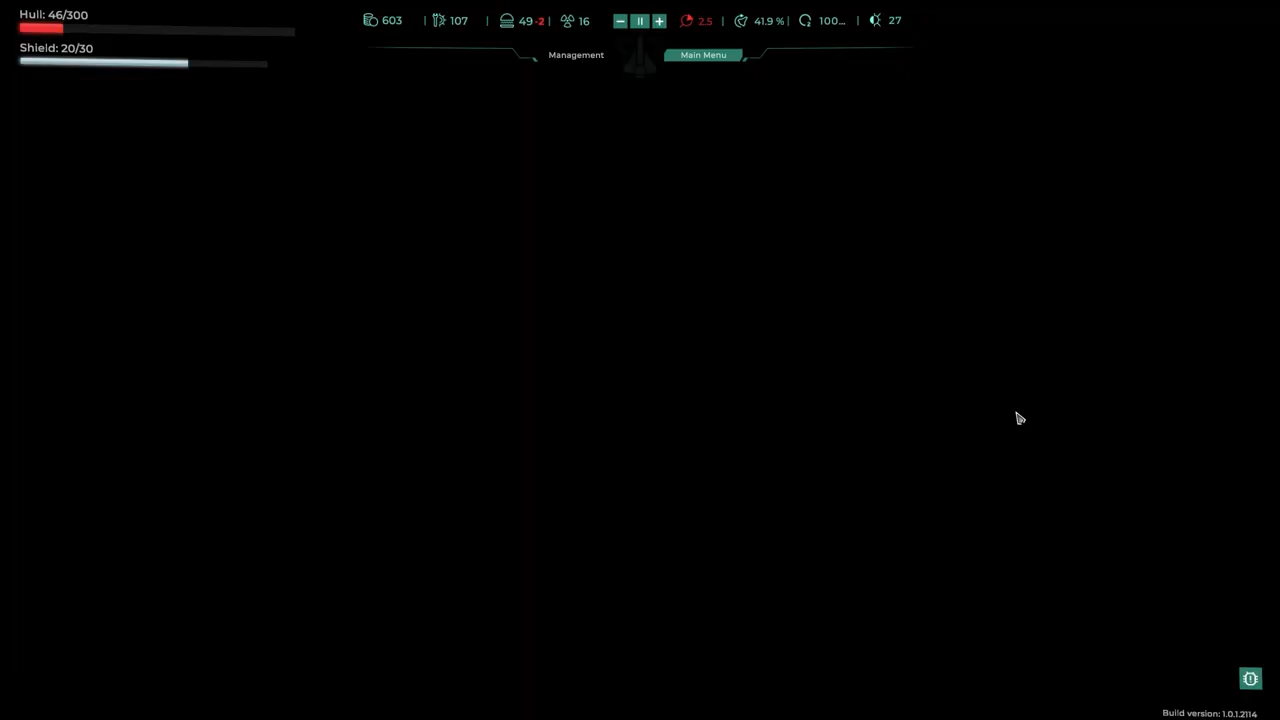 Hull: 46/300
603 107 49 -2 16 2.5 41.9 % 100... 27
Shield: 20/30
Management Main Menu
Build version: 1.0.1.2114